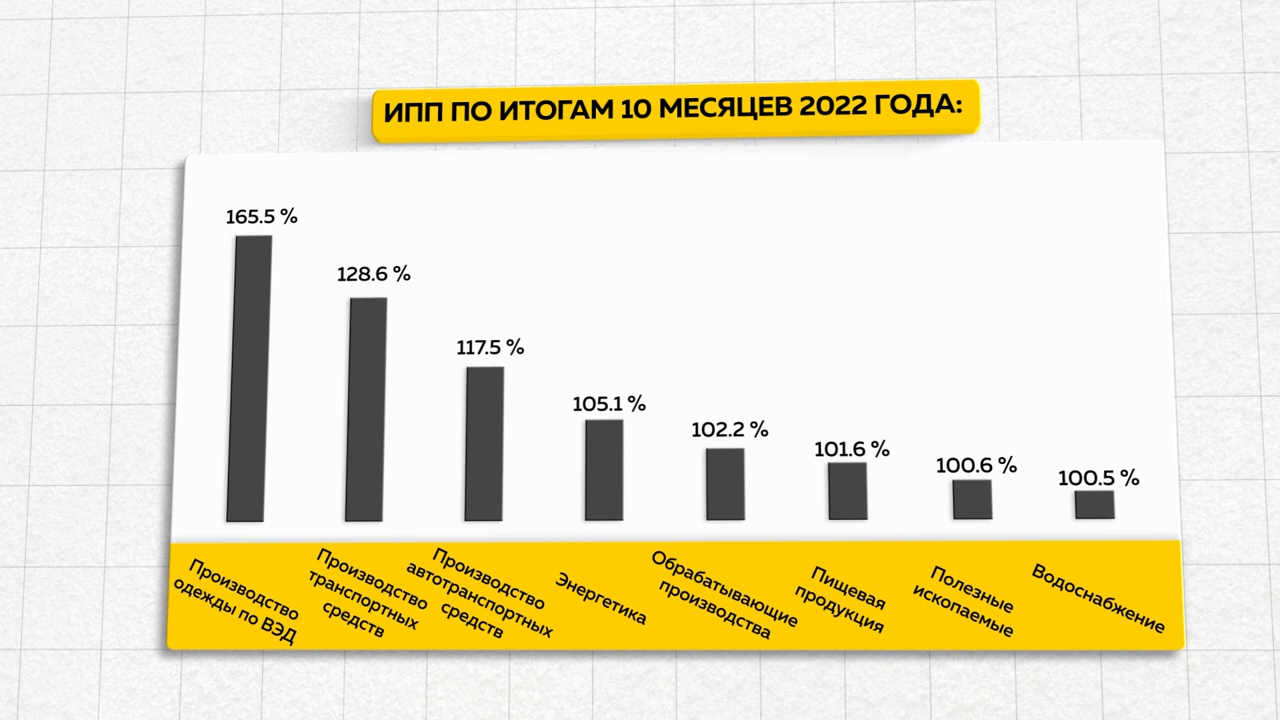 ИПП ПО ИТОГАМ 10 МЕСЯЦЕВ 2022 ГОДА:
165.5 %
128.6 %
117.5 %
105.1 %
102.2 %
101.6 %
100.6 %
100.5 %
Производство
одежды по ВЭД
Производство
транспортных
средств
Производство
автотранспортных
средств
Энергетика
Обрабатывающие
производства
Пищевая
продукция
Полезные
ископаемые
Водоснабжение